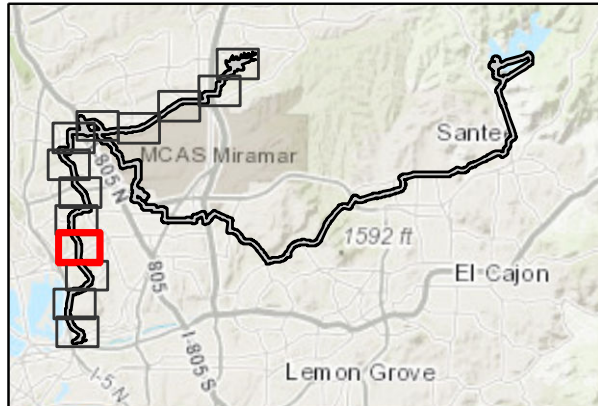 Sante
MCAS Miramar
I-805 N
1592 ft
805
El Cajon
I-805 S
Lemon Grove
I-5 N